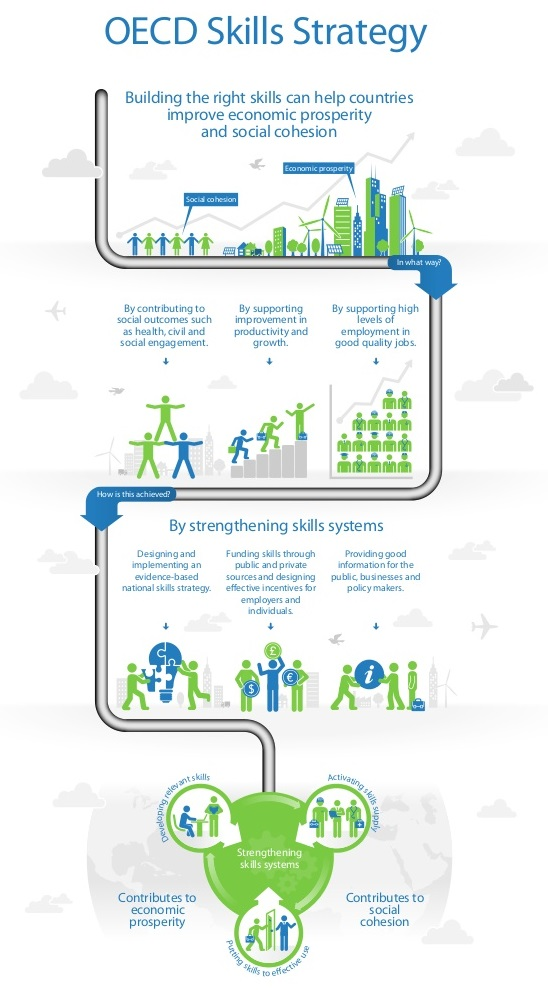 OECD Skills Strategy
Building the right skills can help countries
improve economic prosperity
and social cohesion
Economic prosperity
Social cohesion
In what way?
By contributing to
social outcomes such
as health, civil and
social engagement.
By supporting
improvement in
productivity and
growth.
By supporting high
levels of
employment in
good quality jobs.
How is this achieved?
By strengthening skills systems
Designing and
implementing an
evidence-based
national skills strategy.
Funding skills through
public and private
sources and designing
effective incentives for
employers and
individuals.
Providing good
information for the
public, businesses and
policy makers.
£
$
€
i
Developing relevant skills
Activating skills supply
Strengthening
skills systems
Contributes to
economic
prosperity
Contributes to
social
cohesion
Putting skills to effective use